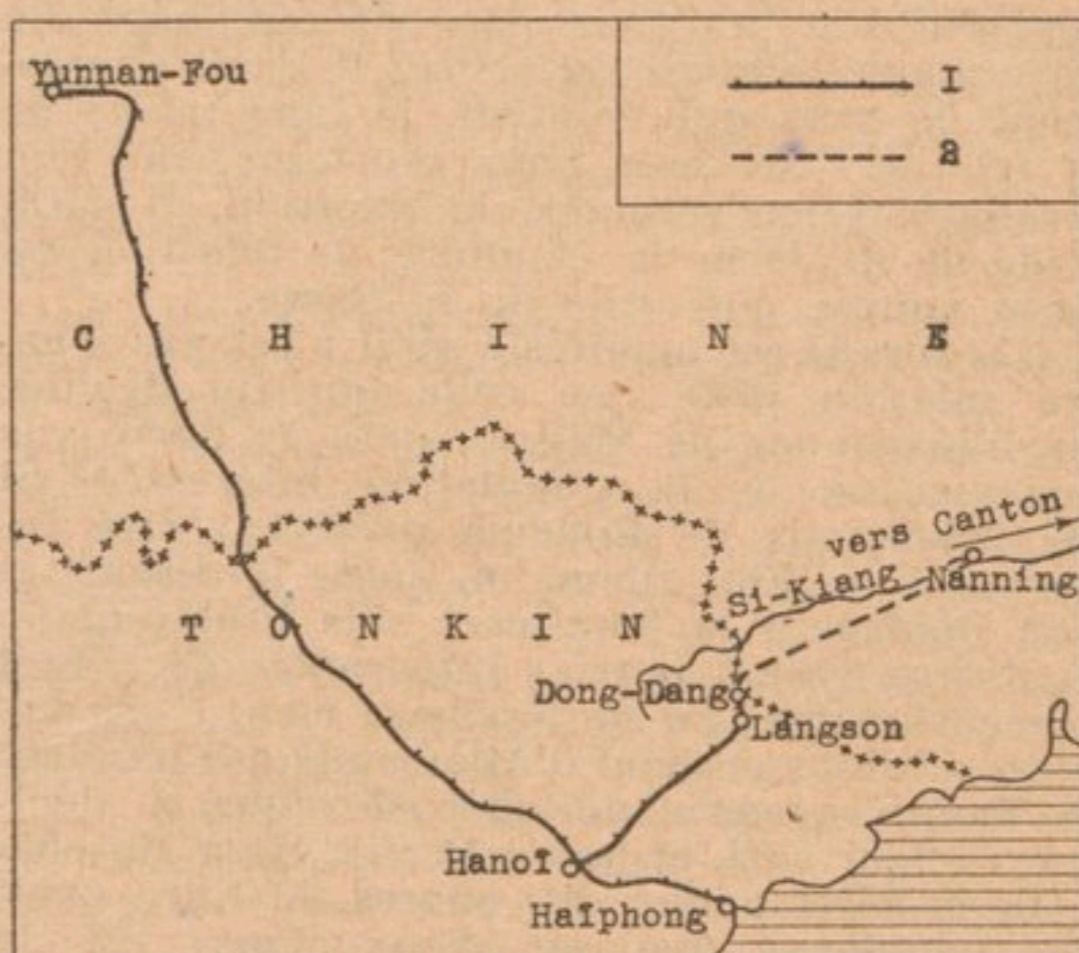 Yunnan-Fou
I
2
C H I N E
vers Canton
Si-Kiang
Nanning
T O N K I N
Dong-Dang
Langson
Hanoï
Haïphong